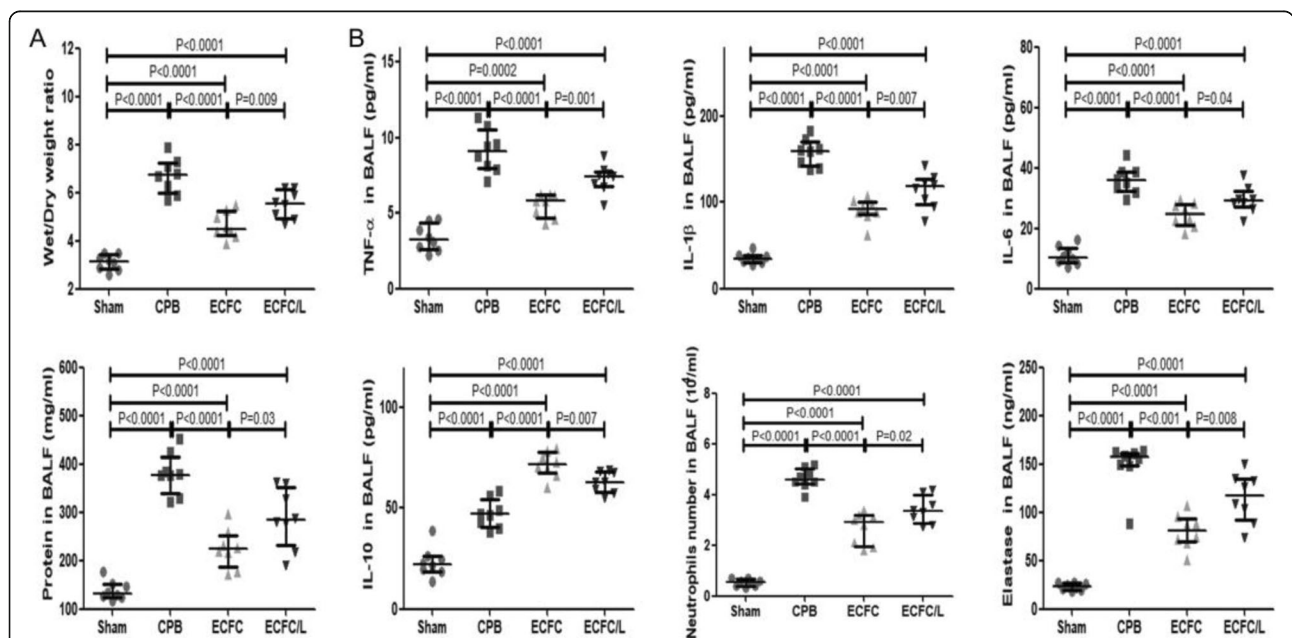 A
B
Wet/Dry weight ratio
12
10
8
6
4
2
P<0.0001
P<0.0001
P<0.0001 P<0.0001 P=0.009
Sham CPB ECFC ECFC/L
TNF-α in BALF (pg/ml)
15
10
5
0
P<0.0001
P=0.0002
P<0.0001 P<0.0001 P=0.001
Sham CPB ECFC ECFC/L
IL-1β in BALF (pg/ml)
200
100
0
P<0.0001
P<0.0001
P<0.0001 P<0.0001 P=0.007
Sham CPB ECFC ECFC/L
IL-6 in BALF (pg/ml)
80
60
40
20
0
P<0.0001
P<0.0001
P<0.0001 P<0.0001 P=0.04
Sham CPB ECFC ECFC/L
Protein in BALF (mg/ml)
600
500
400
300
200
100
P<0.0001
P<0.0001
P<0.0001 P<0.0001 P=0.03
Sham CPB ECFC ECFC/L
IL-10 in BALF (pg/ml)
100
50
0
P<0.0001
P<0.0001
P<0.0001 P<0.0001 P=0.007
Sham CPB ECFC ECFC/L
Neutrophils number in BALF (10⁴/ml)
8
6
4
2
0
P<0.0001
P<0.0001
P<0.0001 P<0.0001 P=0.02
Sham CPB ECFC ECFC/L
Elastase in BALF (ng/ml)
250
200
150
100
50
0
P<0.0001
P<0.0001
P<0.0001 P<0.001 P=0.008
Sham CPB ECFC ECFC/L